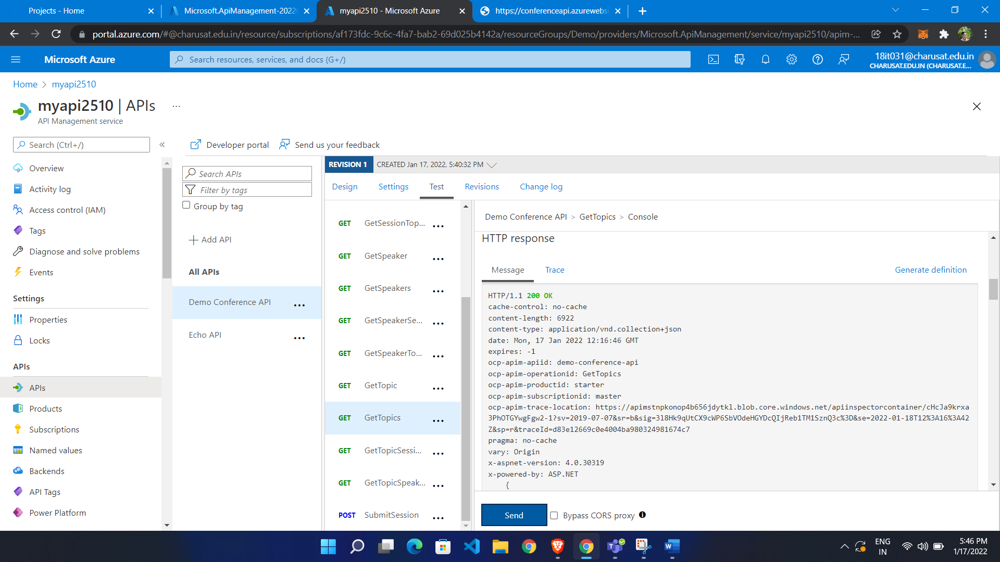 Projects - Home
Microsoft.ApiManagement-2022
myapi2510 - Microsoft Azure
https://conferenceapi.azurewebsi
portal.azure.com/#@charusat.edu.in/resource/subscriptions/af173fdc-9c6c-4fa7-bab2-69d025b4142a/resourceGroups/Demo/providers/Microsoft.ApiManagement/service/myapi2510/apim-...
Microsoft Azure
Search resources, services, and docs (G+/)
18it031@charusat.edu.in
CHARUSAT.EDU.IN (CHARUSAT.E...
Home > myapi2510
myapi2510 | APIs ...
API Management service
Search (Ctrl+/)
«
Overview
Activity log
Access control (IAM)
Tags
Diagnose and solve problems
Events
Settings
Properties
Locks
APIs
APIs
Products
Subscriptions
Named values
Backends
API Tags
Power Platform
Developer portal
Send us your feedback
Search APIs
Filter by tags
Group by tag
+ Add API
All APIs
Demo Conference API ...
Echo API ...
REVISION 1 CREATED Jan 17, 2022, 5:40:32 PM
Design Settings Test Revisions Change log
GET GetSessionTop... ...
GET GetSpeaker ...
GET GetSpeakers ...
GET GetSpeakerSe... ...
GET GetSpeakerTo... ...
GET GetTopic ...
GET GetTopics ...
GET GetTopicSessi... ...
GET GetTopicSpeak... ...
POST SubmitSession ...
Demo Conference API > GetTopics > Console
HTTP response
Message Trace
Generate definition
HTTP/1.1 200 OK
cache-control: no-cache
content-length: 6922
content-type: application/vnd.collection+json
date: Mon, 17 Jan 2022 12:16:46 GMT
expires: -1
ocp-apim-apiid: demo-conference-api
ocp-apim-operationid: GetTopics
ocp-apim-productid: starter
ocp-apim-subscriptionid: master
ocp-apim-trace-location: https://apimstnpkonop4b656jdytkl.blob.core.windows.net/apiinspectorcontainer/cHcJa9krxa
3PhOTGYwgFgw2-1?sv=2019-07-07&sr=b&sig=3l8Hk9qUtCX9cWP6SbVOdeHGYDcQIjReb1TM1SznQ3c%3D&se=2022-01-18T12%3A16%3A42
Z&sp=r&traceId=d83e12669c0e4004ba980324981674c7
pragma: no-cache
vary: Origin
x-aspnet-version: 4.0.30319
x-powered-by: ASP.NET
{
Send
Bypass CORS proxy
ENG
IN
5:46 PM
1/17/2022